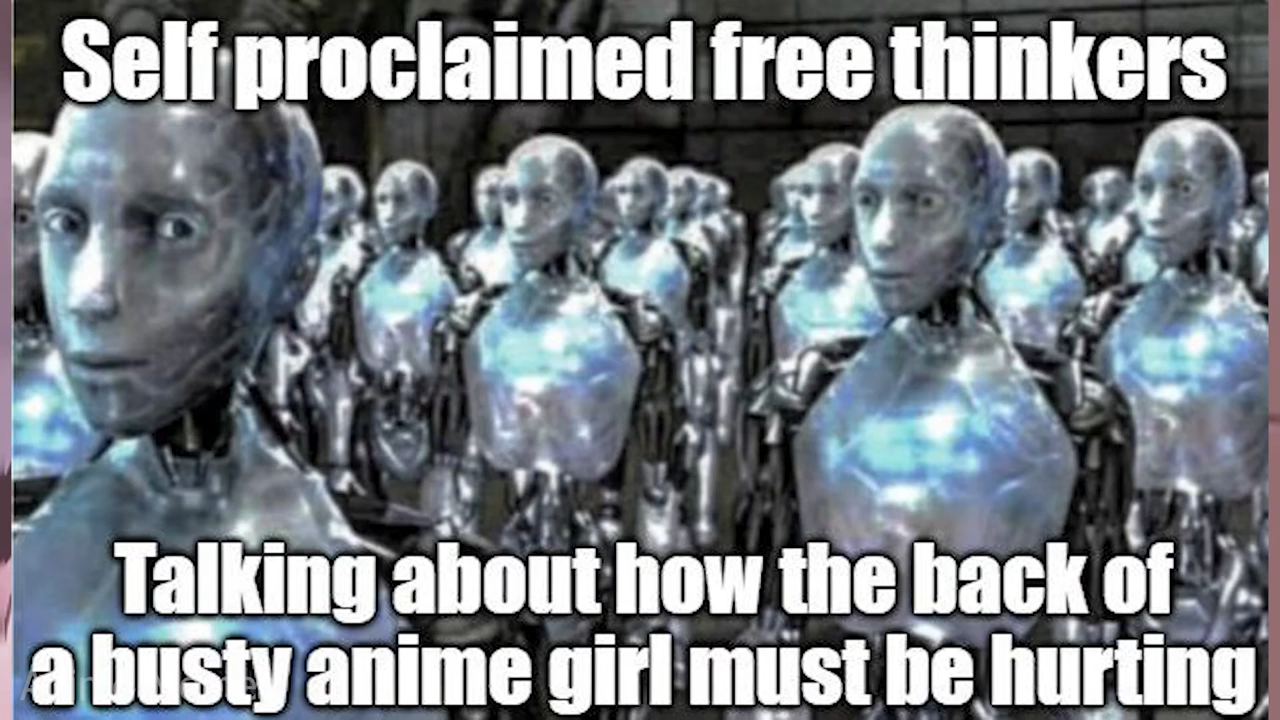 Self proclaimed free thinkers
Talking about how the back of
a busty anime girl must be hurting